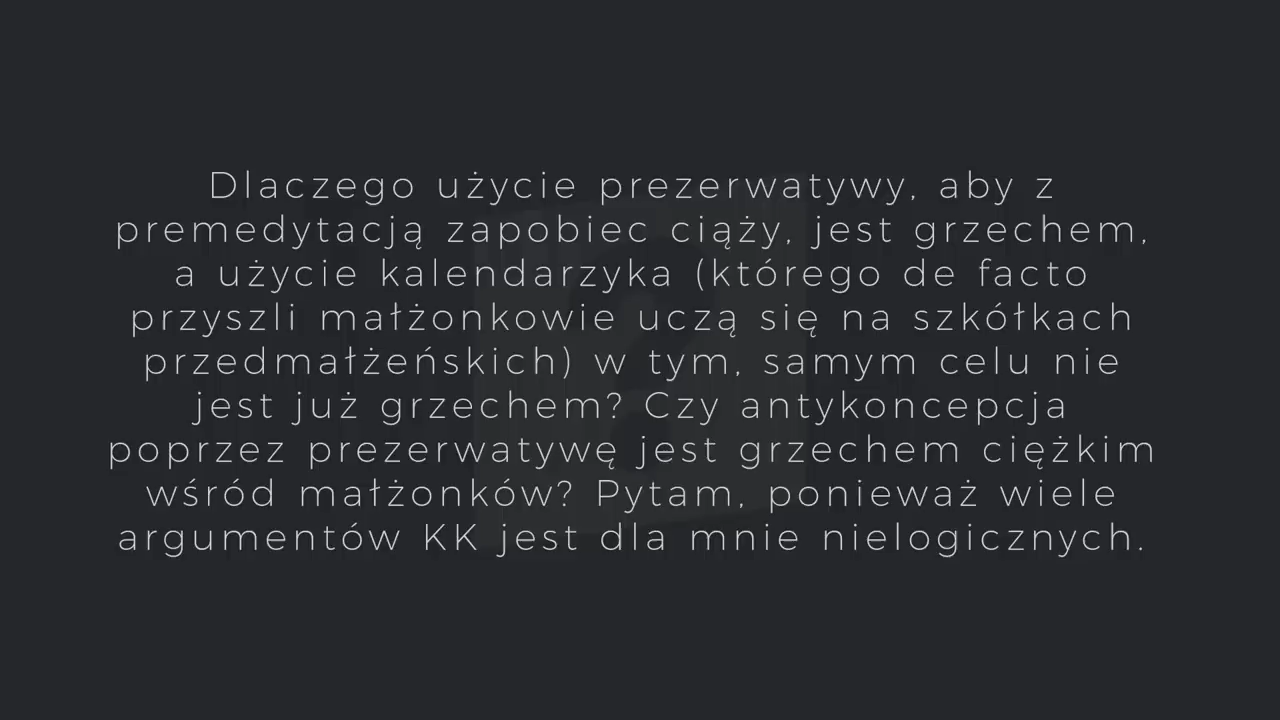 Dlaczego użycie prezerwatywy, aby z
premedytacją zapobiec ciąży, jest grzechem,
a użycie kalendarzyka (którego de facto
przyszli małżonkowie uczą się na szkółkach
przedmałżeńskich) w tym, samym celu nie
jest już grzechem? Czy antykoncepcja
poprzez prezerwatywę jest grzechem ciężkim
wśród małżonków? Pytam, ponieważ wiele
argumentów KK jest dla mnie nielogicznych.